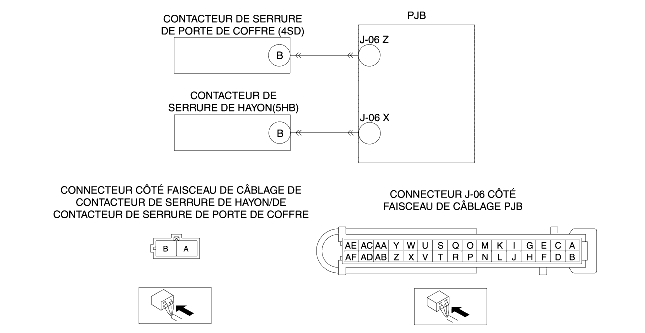 CONTACTEUR DE SERRURE
DE PORTE DE COFFRE (4SD)
PJB
B
J-06 Z
CONTACTEUR DE
SERRURE DE HAYON(5HB)
B
J-06 X
CONNECTEUR CÔTÉ FAISCEAU DE CÂBLAGE DE
CONTACTEUR DE SERRURE DE HAYON/DE
CONTACTEUR DE SERRURE DE PORTE DE COFFRE
CONNECTEUR J-06 CÔTÉ
FAISCEAU DE CÂBLAGE PJB
B A
AE AC AA Y W U S Q O M K I G E C A
AF AD AB Z X V T R P N L J H F D B